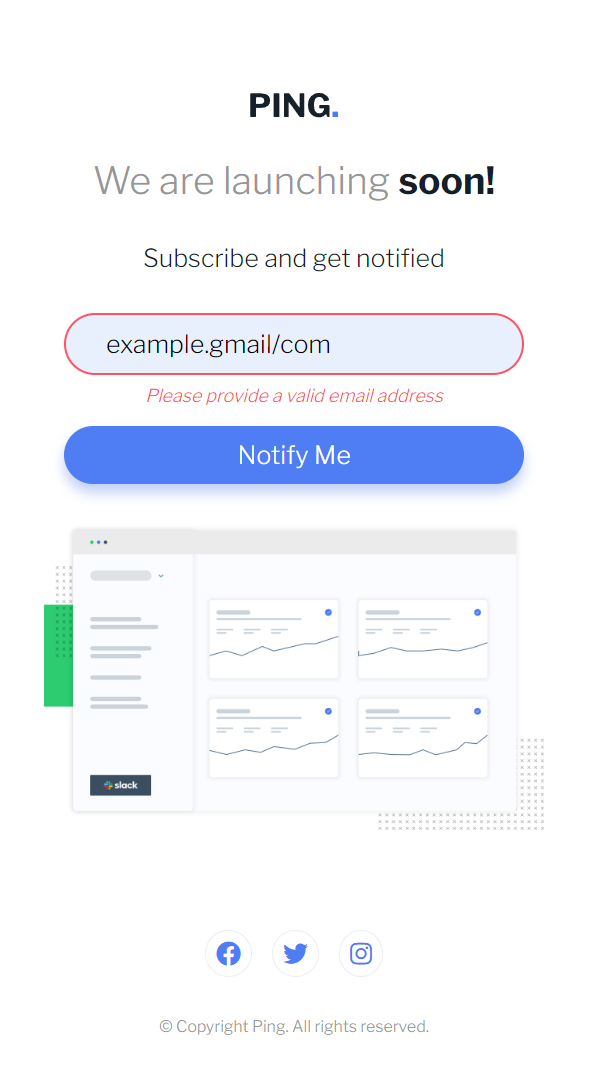 PING.
We are launching soon!
Subscribe and get notified
example.gmail/com
Please provide a valid email address
Notify Me
slack
© Copyright Ping. All rights reserved.